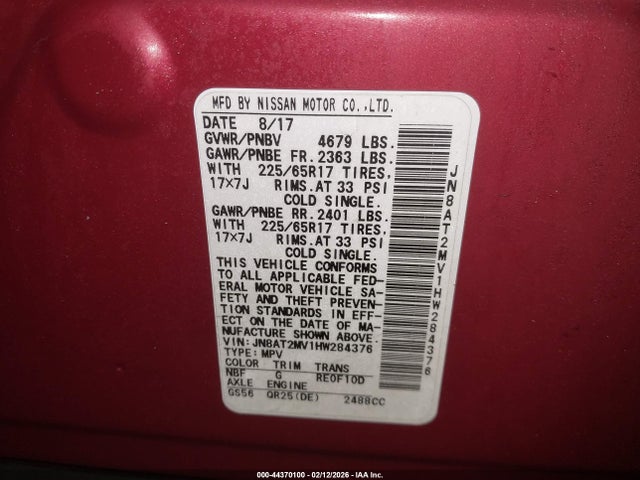 MFD BY NISSAN MOTOR CO.,LTD.
DATE 8/17
GVWR/PNBV 4679 LBS.
GAWR/PNBE FR. 2363 LBS.
WITH 225/65R17 TIRES,
17×7J RIMS.AT 33 PSI
COLD SINGLE.
GAWR/PNBE RR. 2401 LBS.
WITH 225/65R17 TIRES,
17×7J RIMS.AT 33 PSI
COLD SINGLE.
THIS VEHICLE CONFORMS
TO ALL APPLICABLE FED-
ERAL MOTOR VEHICLE SA-
FETY AND THEFT PREVEN-
TION STANDARDS IN EFF-
ECT ON THE DATE OF MA-
NUFACTURE SHOWN ABOVE.
VIN: JN8AT2MV1HW284376
TYPE: MPV
COLOR TRIM TRANS
NBF G RE0F10D
AXLE ENGINE
GS56 QR25(DE) 2488CC
JN8AT2MV1HW284376
000-44370100 - 02/12/2026 - IAA Inc.